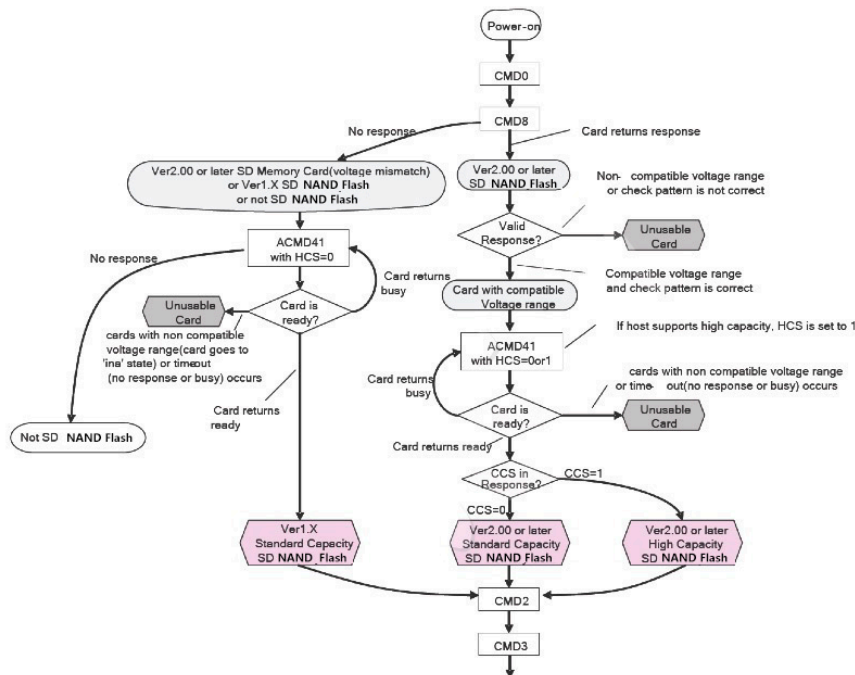 Power-on
CMD0
CMD8
No response
Card returns response
Ver2.00 or later SD Memory Card(voltage mismatch)
or Ver1.X SD NAND Flash
or not SD NAND Flash
Ver2.00 or later
SD NAND Flash
Non- compatible voltage range
or check pattern is not correct
Valid
Response?
Unusable
Card
ACMD41
with HCS=0
No response
Card returns
busy
Compatible voltage range
and check pattern is correct
Card with compatible
Voltage range
Unusable
Card
Card is
ready?
cards with non compatible
voltage range(card goes to
'ina' state) or timeout
(no response or busy) occurs
If host supports high capacity, HCS is set to 1
ACMD41
with HCS=0or1
Card returns
busy
cards with non compatible voltage range
or time- out(no response or busy) occurs
Card is
ready?
Unusable
Card
Card returns
ready
Not SD NAND Flash
Card returns ready
CCS in
Response?
CCS=1
CCS=0
Ver1.X
Standard Capacity
SD NAND Flash
Ver2.00 or later
Standard Capacity
SD NAND Flash
Ver2.00 or later
High Capacity
SD NAND Flash
CMD2
CMD3